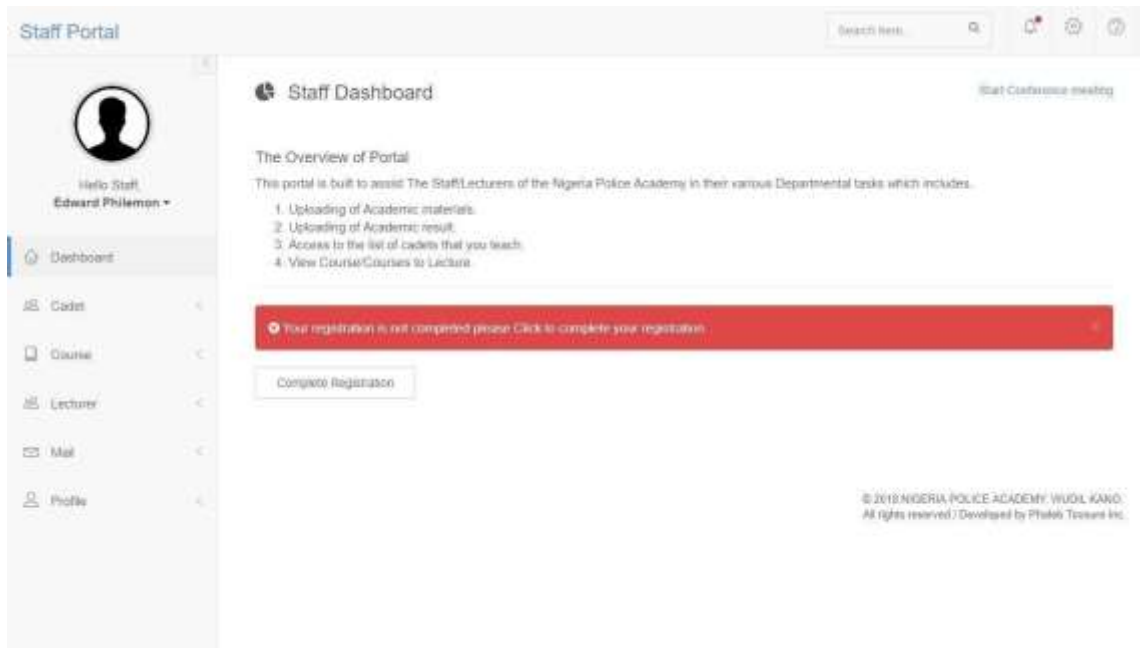 Staff Portal
Search here...
Hello Staff,
Edward Philemon
Dashboard
Cadet
Course
Lecturer
Mail
Profile
Staff Dashboard
Start Conference meeting
The Overview of Portal
This portal is built to assist The Staff/Lecturers of the Nigeria Police Academy in their various Departmental tasks which includes.
1. Uploading of Academic materials.
2. Uploading of Academic result.
3. Access to the list of cadets that you teach.
4. View Course/Courses to Lecture.
Your registration is not completed please Click to complete your registration
Complete Registration
© 2018 NIGERIA POLICE ACADEMY, WUDIL KANO.
All rights reserved / Developed by Inc.